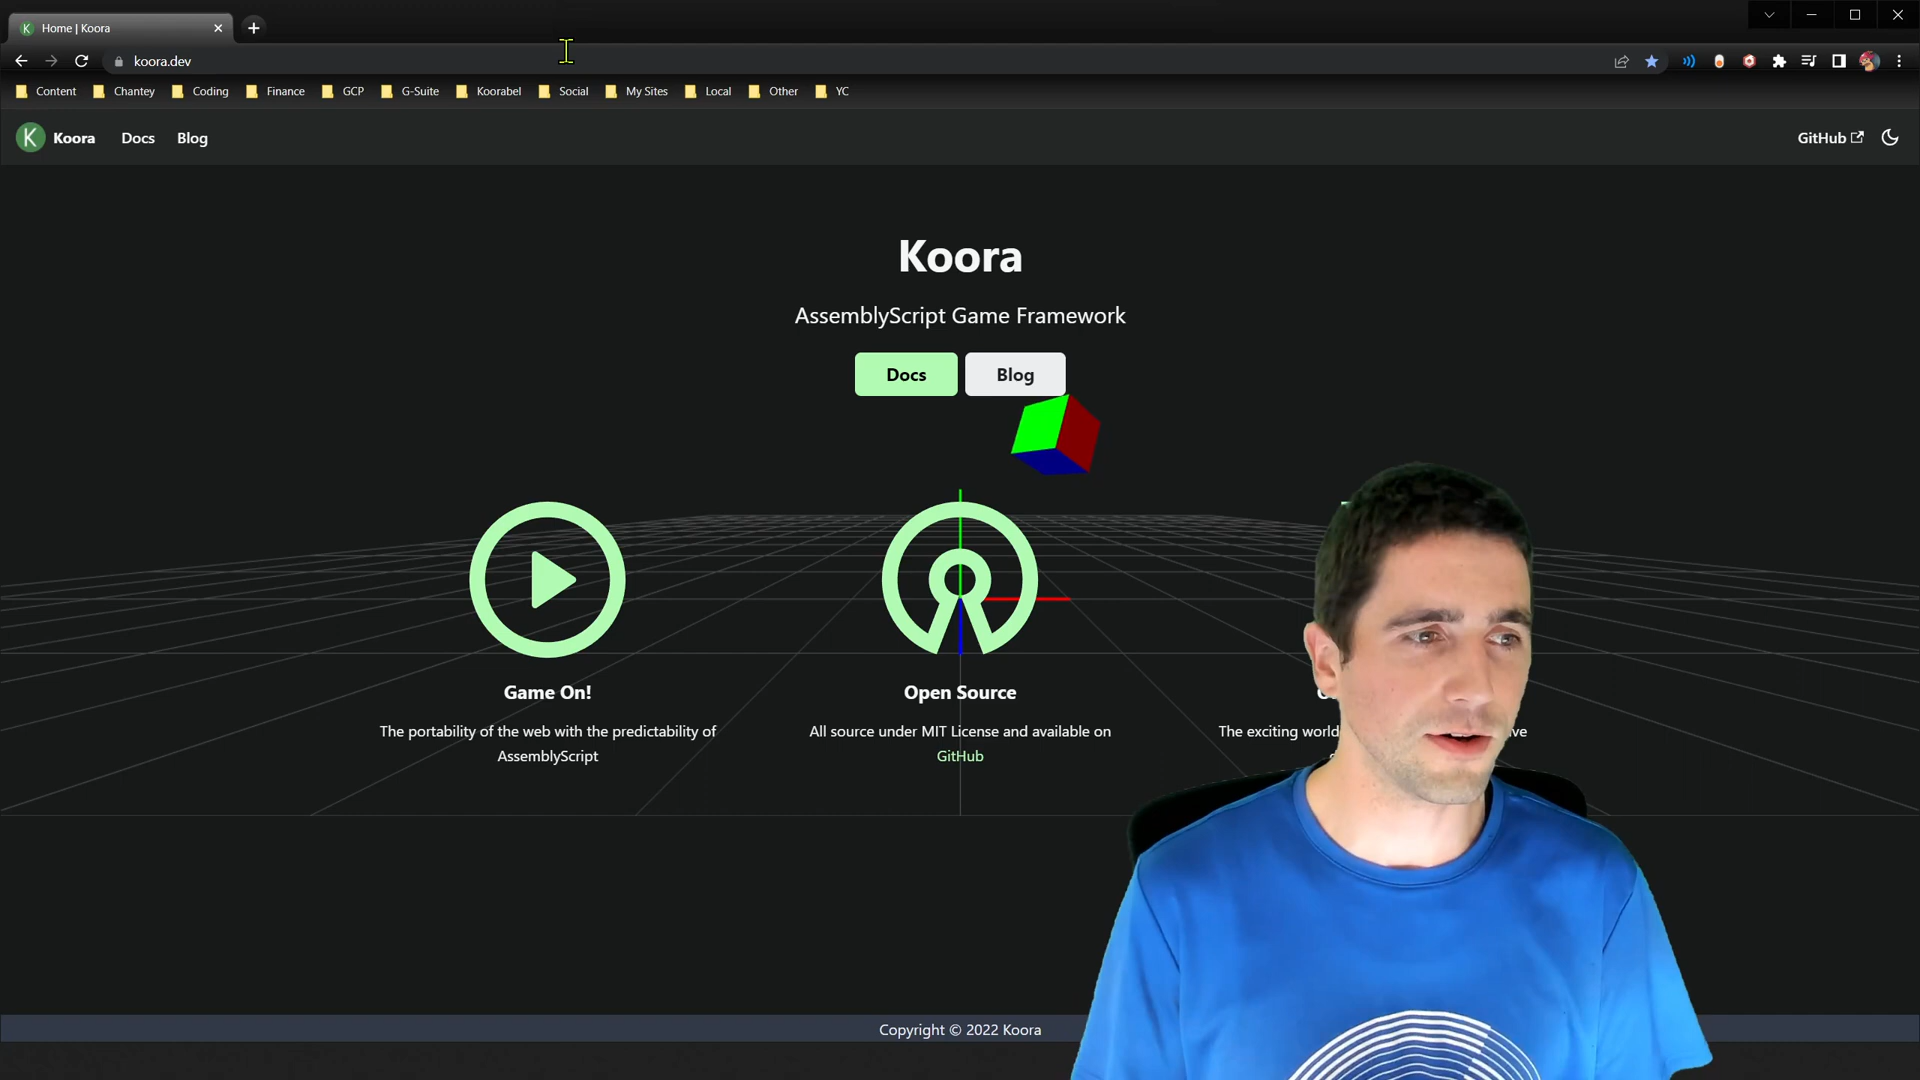 Home | Koora
koora.dev
Content Chantey Coding Finance GCP G-Suite Koorabel Social My Sites Local Other YC
K Koora Docs Blog GitHub
Koora
AssemblyScript Game Framework
Docs Blog
Game On!
The portability of the web with the predictability of
AssemblyScript
Open Source
All source under MIT License and available on
GitHub
The exciting world
Copyright © 2022 Koora